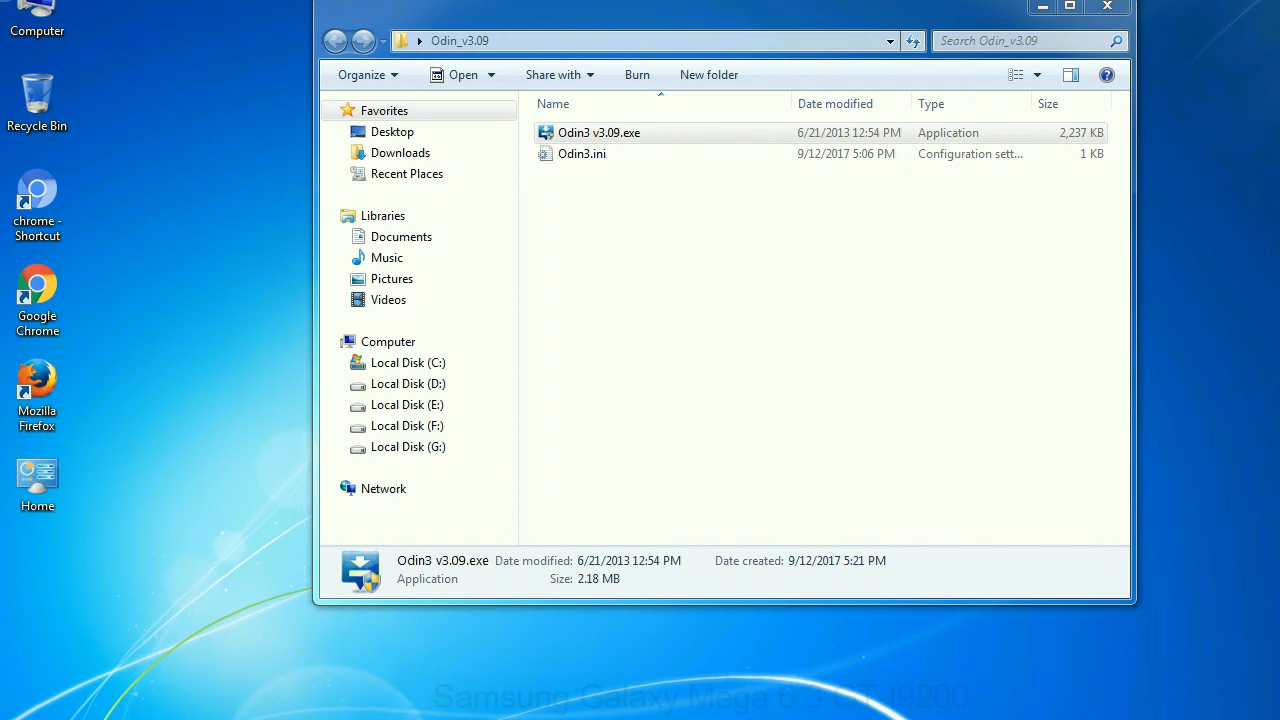 Computer
Recycle Bin
chrome -
Shortcut
Google
Chrome
Mozilla
Firefox
Home
Odin_v3.09
Search Odin_v3.09
Organize
Open
Share with
Burn
New folder
Favorites
Desktop
Downloads
Recent Places
Libraries
Documents
Music
Pictures
Videos
Computer
Local Disk (C:)
Local Disk (D:)
Local Disk (E:)
Local Disk (F:)
Local Disk (G:)
Network
Name Date modified Type Size
Odin3 v3.09.exe 6/21/2013 12:54 PM Application 2,237 KB
Odin3.ini 9/12/2017 5:06 PM Configuration sett... 1 KB
Odin3 v3.09.exe Date modified: 6/21/2013 12:54 PM Date created: 9/12/2017 5:21 PM
Application Size: 2.18 MB
Samsung Galaxy Mega 6.3 GT-I9200